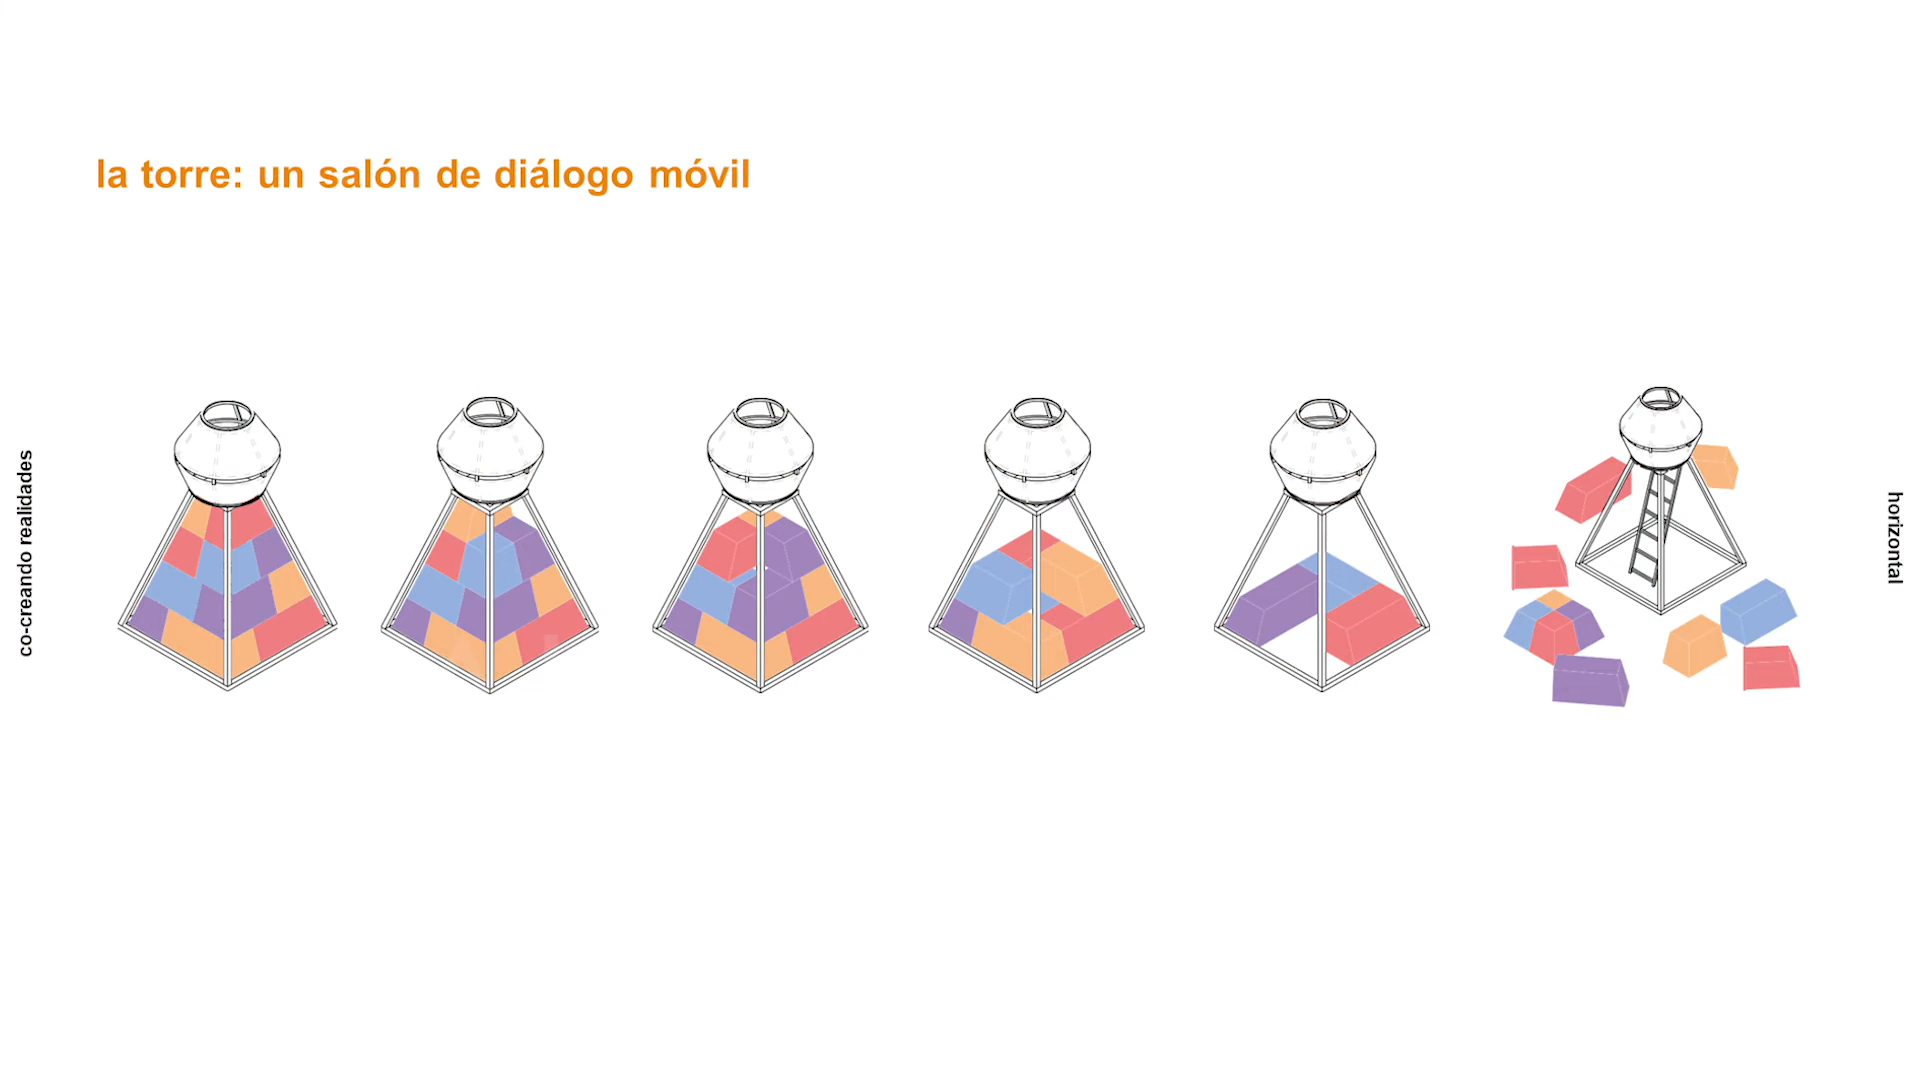 la torre: un salón de diálogo móvil
co-creando realidades
horizontal